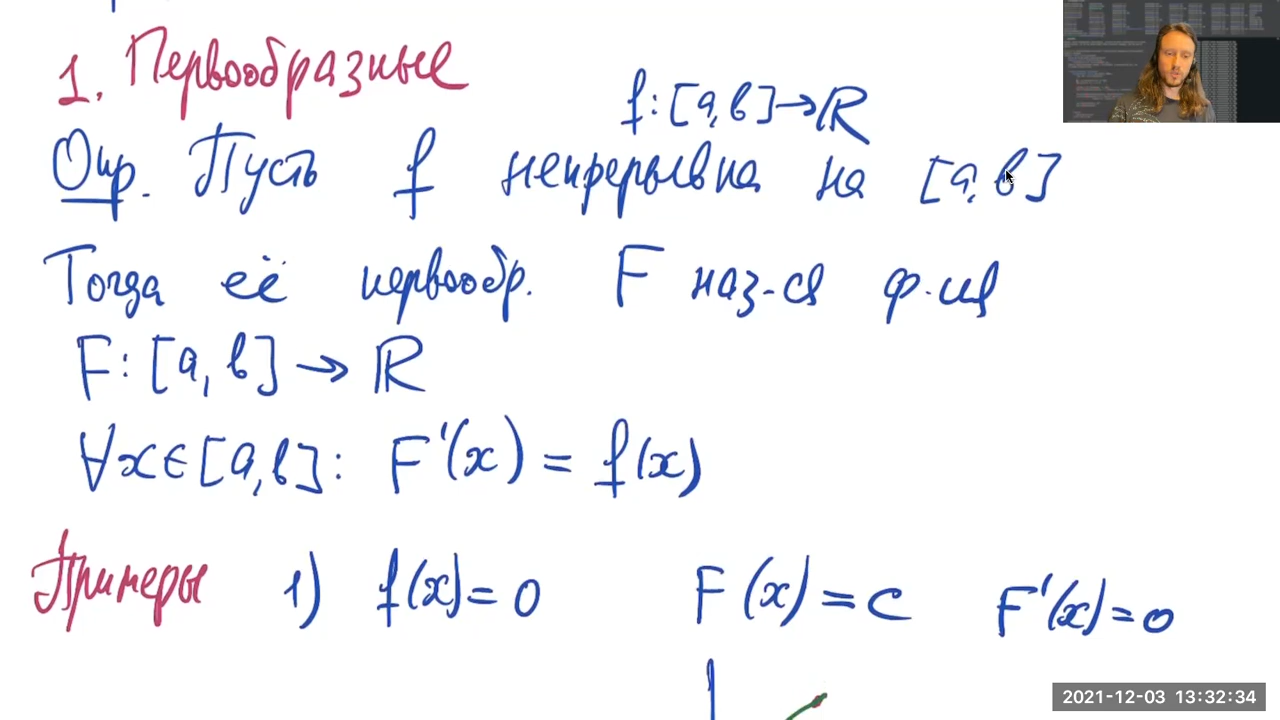 1. Первообразные
f: [a, b] → ℝ
Опр. Пусть f непрерывна на [a, b]
Тогда её первообр. F наз-ся ф-ия
F: [a, b] → ℝ
∀x∈[a, b]: F'(x) = f(x)
Примеры 1) f(x) = 0 F(x) = C F'(x) = 0
2021-12-03 13:32:34